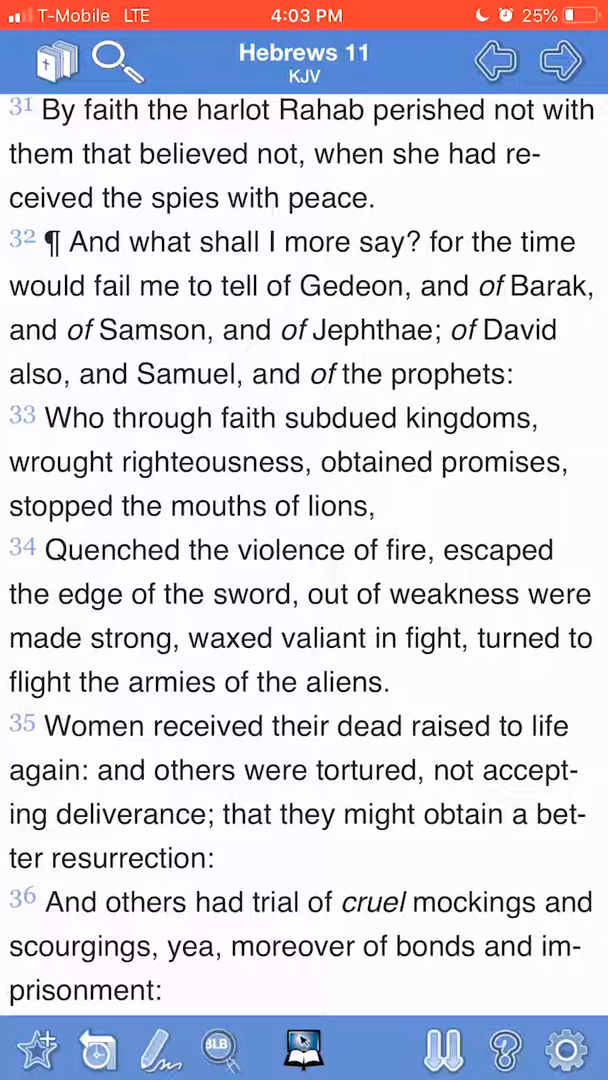 T-Mobile LTE 4:03 PM 25%
Hebrews 11
KJV
31 By faith the harlot Rahab perished not with
them that believed not, when she had re-
ceived the spies with peace.
32 ¶ And what shall I more say? for the time
would fail me to tell of Gedeon, and of Barak,
and of Samson, and of Jephthae; of David
also, and Samuel, and of the prophets:
33 Who through faith subdued kingdoms,
wrought righteousness, obtained promises,
stopped the mouths of lions,
34 Quenched the violence of fire, escaped
the edge of the sword, out of weakness were
made strong, waxed valiant in fight, turned to
flight the armies of the aliens.
35 Women received their dead raised to life
again: and others were tortured, not accept-
ing deliverance; that they might obtain a bet-
ter resurrection:
36 And others had trial of cruel mockings and
scourgings, yea, moreover of bonds and im-
prisonment:
BLB